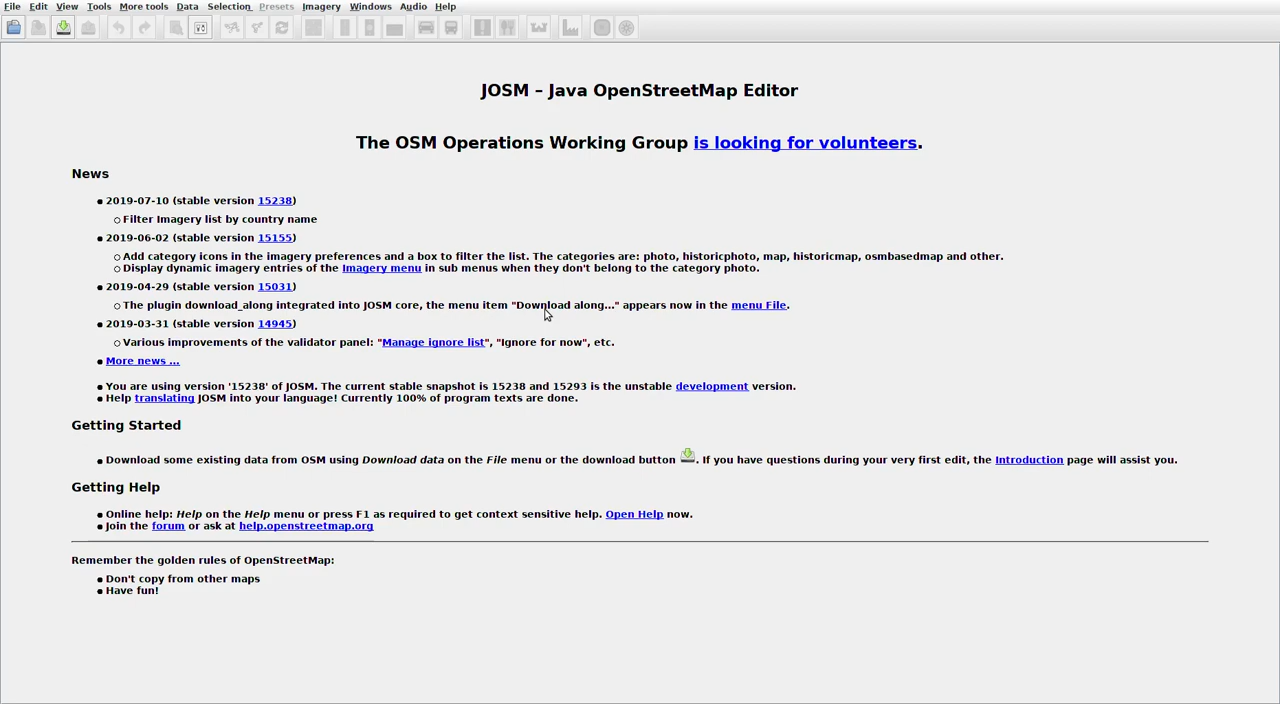 File Edit View Tools More tools Data Selection Presets Imagery Windows Audio Help
JOSM – Java OpenStreetMap Editor
The OSM Operations Working Group is looking for volunteers.
News
2019-07-10 (stable version 15238)
Filter Imagery list by country name
2019-06-02 (stable version 15155)
Add category icons in the imagery preferences and a box to filter the list. The categories are: photo, historicphoto, map, historicmap, osmbasedmap and other.
Display dynamic imagery entries of the Imagery menu in sub menus when they don't belong to the category photo.
2019-04-29 (stable version 15031)
The plugin download_along integrated into JOSM core, the menu item "Download along..." appears now in the menu File.
2019-03-31 (stable version 14945)
Various improvements of the validator panel: "Manage ignore list", "Ignore for now", etc.
More news ...
You are using version '15238' of JOSM. The current stable snapshot is 15238 and 15293 is the unstable development version.
Help translating JOSM into your language! Currently 100% of program texts are done.
Getting Started
Download some existing data from OSM using Download data on the File menu or the download button . If you have questions during your very first edit, the Introduction page will assist you.
Getting Help
Online help: Help on the Help menu or press F1 as required to get context sensitive help. Open Help now.
Join the forum or ask at help.openstreetmap.org
Remember the golden rules of OpenStreetMap:
Don't copy from other maps
Have fun!